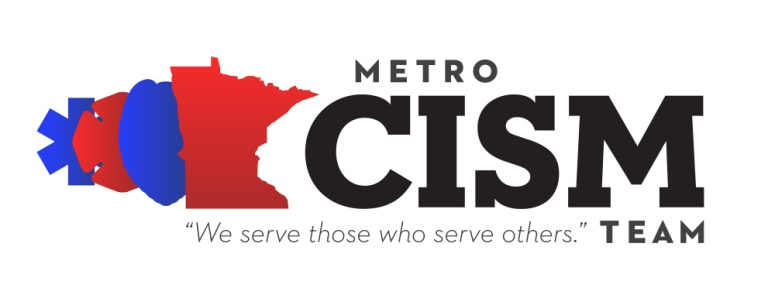 METRO
CISM
“We serve those who serve others.” TEAM